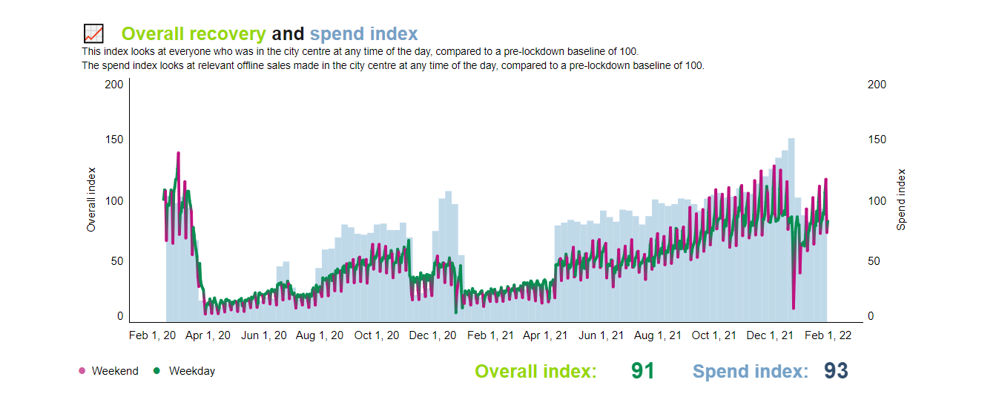 Overall recovery and spend index
This index looks at everyone who was in the city centre at any time of the day, compared to a pre-lockdown baseline of 100.
The spend index looks at relevant offline sales made in the city centre at any time of the day, compared to a pre-lockdown baseline of 100.
200 200
150 150
Overall index Spend index
100 100
50 50
0 0
Feb 1, 20 Apr 1, 20 Jun 1, 20 Aug 1, 20 Oct 1, 20 Dec 1, 20 Feb 1, 21 Apr 1, 21 Jun 1, 21 Aug 1, 21 Oct 1, 21 Dec 1, 21 Feb 1, 22
Weekend Weekday Overall index: 91 Spend index: 93